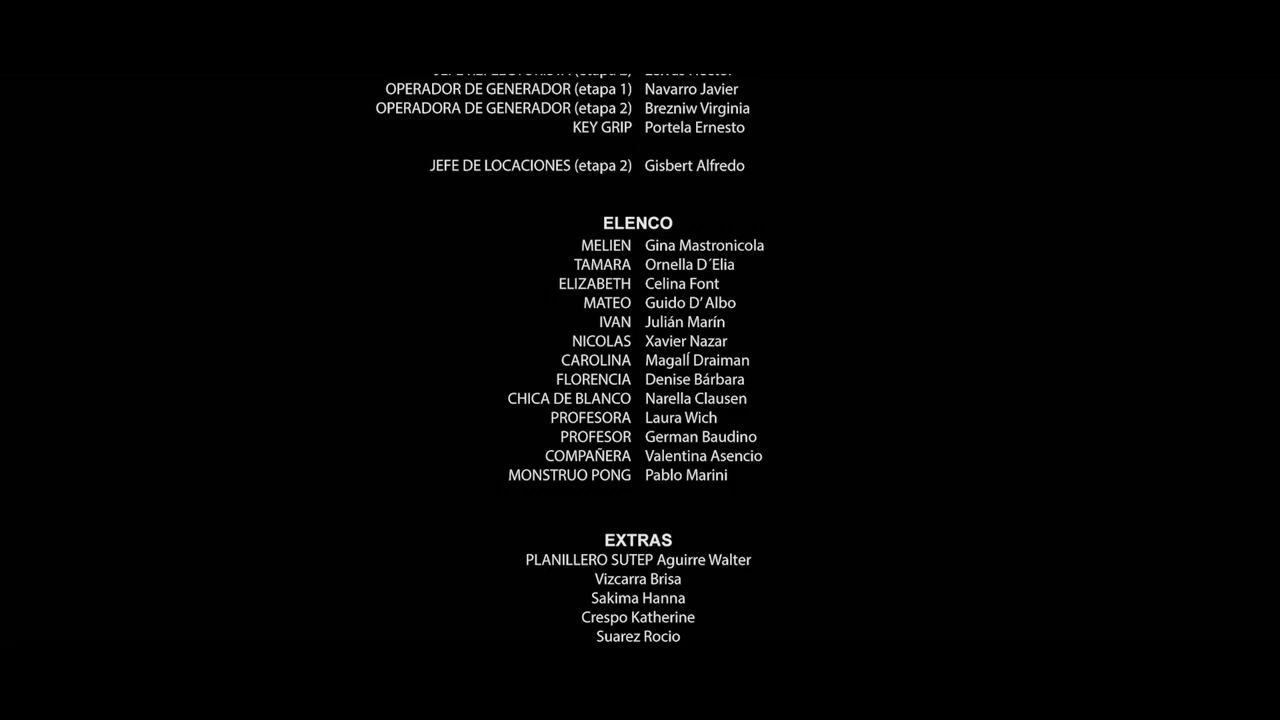 OPERADOR DE GENERADOR (etapa 1) Navarro Javier
OPERADORA DE GENERADOR (etapa 2) Brezniw Virginia
KEY GRIP Portela Ernesto
JEFE DE LOCACIONES (etapa 2) Gisbert Alfredo
ELENCO
MELIEN Gina Mastronicola
TAMARA Ornella D´Elia
ELIZABETH Celina Font
MATEO Guido D’ Albo
IVAN Julián Marín
NICOLAS Xavier Nazar
CAROLINA MagalÍ Draiman
FLORENCIA Denise Bárbara
CHICA DE BLANCO Narella Clausen
PROFESORA Laura Wich
PROFESOR German Baudino
COMPAÑERA Valentina Asencio
MONSTRUO PONG Pablo Marini
EXTRAS
PLANILLERO SUTEP Aguirre Walter
Vizcarra Brisa
Sakima Hanna
Crespo Katherine
Suarez Rocio